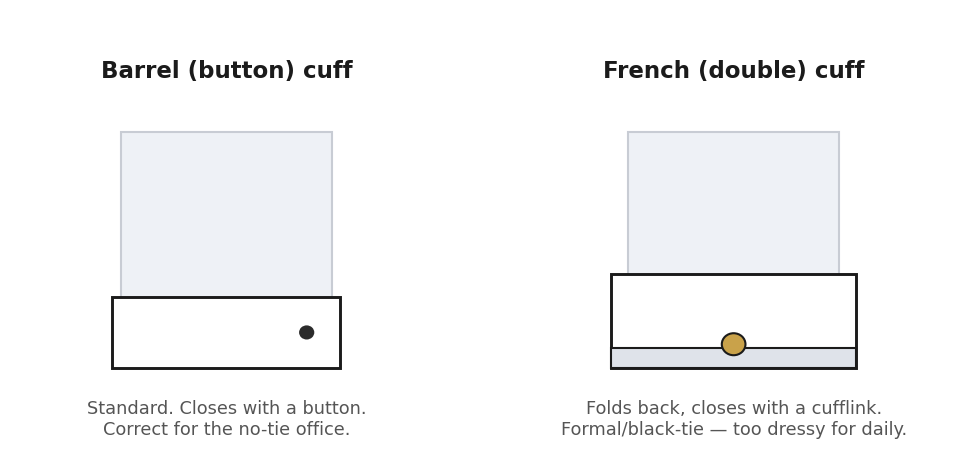 Barrel (button) cuff
French (double) cuff
Standard. Closes with a button.
Correct for the no-tie office.
Folds back, closes with a cufflink.
Formal/black-tie — too dressy for daily.